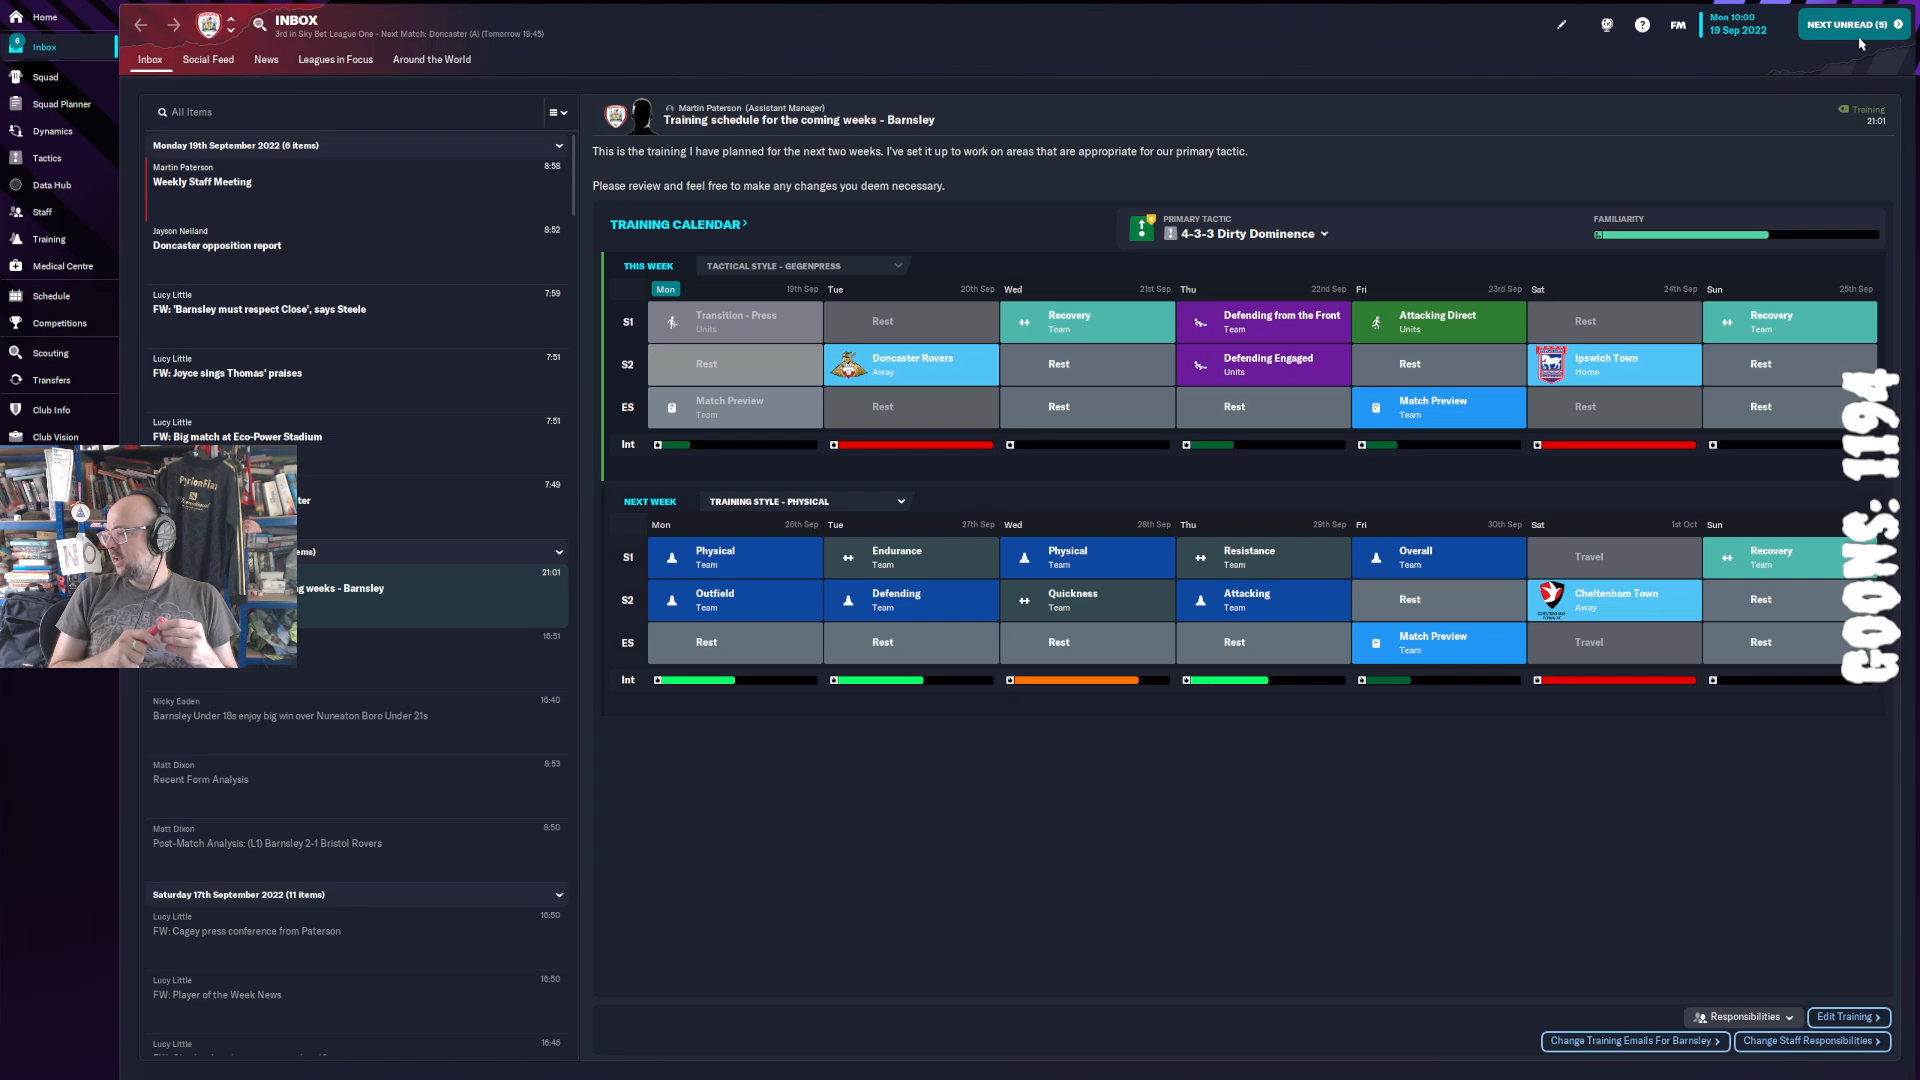 Home
6
Inbox
Squad
Squad Planner
Dynamics
Tactics
Data Hub
Staff
Training
Medical Centre
Schedule
Competitions
Scouting
Transfers
Club Info
Club Vision
INBOX
3rd in Sky Bet League One - Next Match: Doncaster (A) (Tomorrow 19:45)
FM
Mon 10:00
19 Sep 2022
NEXT UNREAD (5)
Inbox
Social Feed
News
Leagues in Focus
Around the World
All Items
Monday 19th September 2022 (6 items)
Martin Paterson
8:58
Weekly Staff Meeting
Jayson Neiland
8:52
Doncaster opposition report
Lucy Little
7:59
FW: 'Barnsley must respect Close', says Steele
Lucy Little
7:51
FW: Joyce sings Thomas' praises
Lucy Little
7:51
FW: Big match at Eco-Power Stadium
7:49
ter
ms)
21:01
ng weeks - Barnsley
16:51
Nicky Eaden
16:40
Barnsley Under 18s enjoy big win over Nuneaton Boro Under 21s
Matt Dixon
8:53
Recent Form Analysis
Matt Dixon
8:50
Post-Match Analysis: (L1) Barnsley 2-1 Bristol Rovers
Saturday 17th September 2022 (11 items)
Lucy Little
16:50
FW: Cagey press conference from Paterson
Lucy Little
16:50
FW: Player of the Week News
Lucy Little
16:46
PyrionFlax
N
O
Martin Paterson (Assistant Manager)
Training schedule for the coming weeks - Barnsley
Training
21:01
This is the training I have planned for the next two weeks. I've set it up to work on areas that are appropriate for our primary tactic.
Please review and feel free to make any changes you deem necessary.
TRAINING CALENDAR
PRIMARY TACTIC
4-3-3 Dirty Dominence
FAMILIARITY
THIS WEEK
TACTICAL STYLE - GEGENPRESS
Mon 19th Sep Tue 20th Sep Wed 21st Sep Thu 22nd Sep Fri 23rd Sep Sat 24th Sep Sun 25th Sep
S1
Transition - Press
Units
Rest
Recovery
Team
Defending from the Front
Team
Attacking Direct
Units
Rest
Recovery
Team
S2
Rest
Doncaster Rovers
Away
Rest
Defending Engaged
Units
Rest
Ipswich Town
Home
Rest
ES
Match Preview
Team
Rest
Rest
Rest
Match Preview
Team
Rest
Rest
Int
NEXT WEEK
TRAINING STYLE - PHYSICAL
Mon 26th Sep Tue 27th Sep Wed 28th Sep Thu 29th Sep Fri 30th Sep Sat 1st Oct Sun
S1
Physical
Team
Endurance
Team
Physical
Team
Resistance
Team
Overall
Team
Travel
Recovery
Team
S2
Outfield
Team
Defending
Team
Quickness
Team
Attacking
Team
Rest
Cheltenham Town
Away
Rest
ES
Rest
Rest
Rest
Rest
Match Preview
Team
Travel
Rest
Int
GOONS: 1194
Responsibilities
Edit Training
Change Training Emails For Barnsley
Change Staff Responsibilities